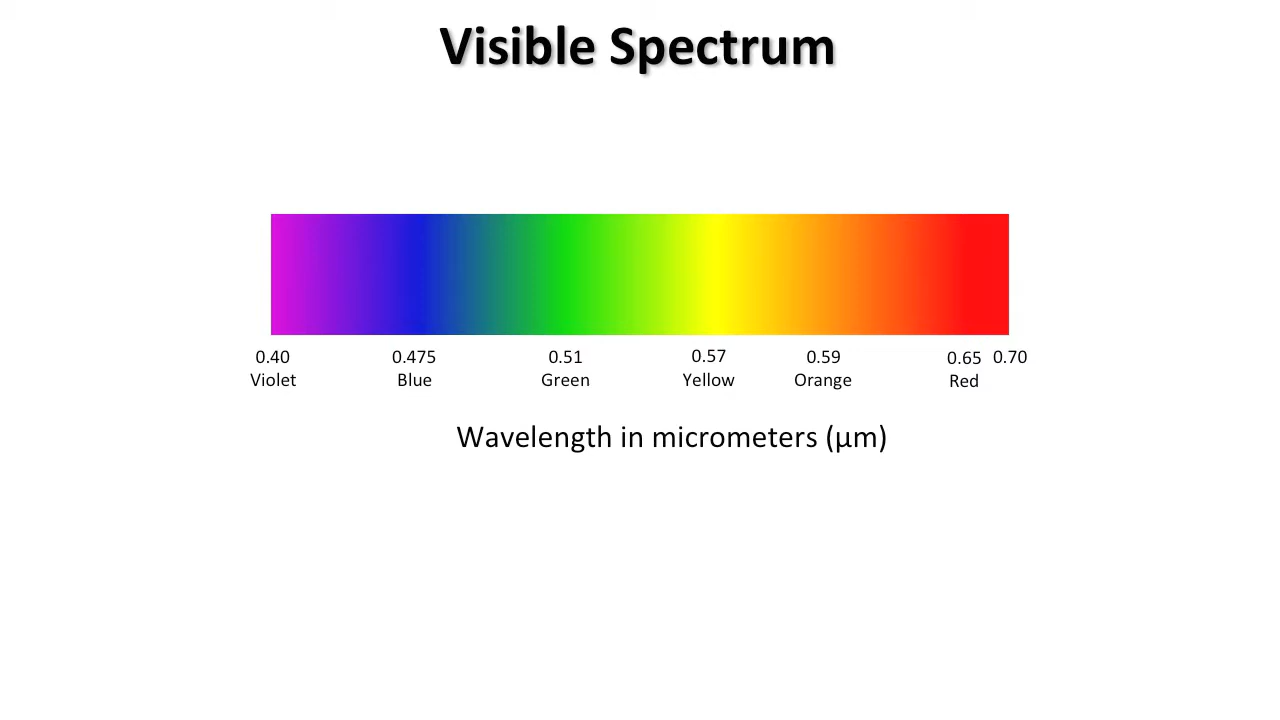 Visible Spectrum
0.40 0.475 0.51 0.57 0.59 0.65 0.70
Violet Blue Green Yellow Orange Red
Wavelength in micrometers (μm)